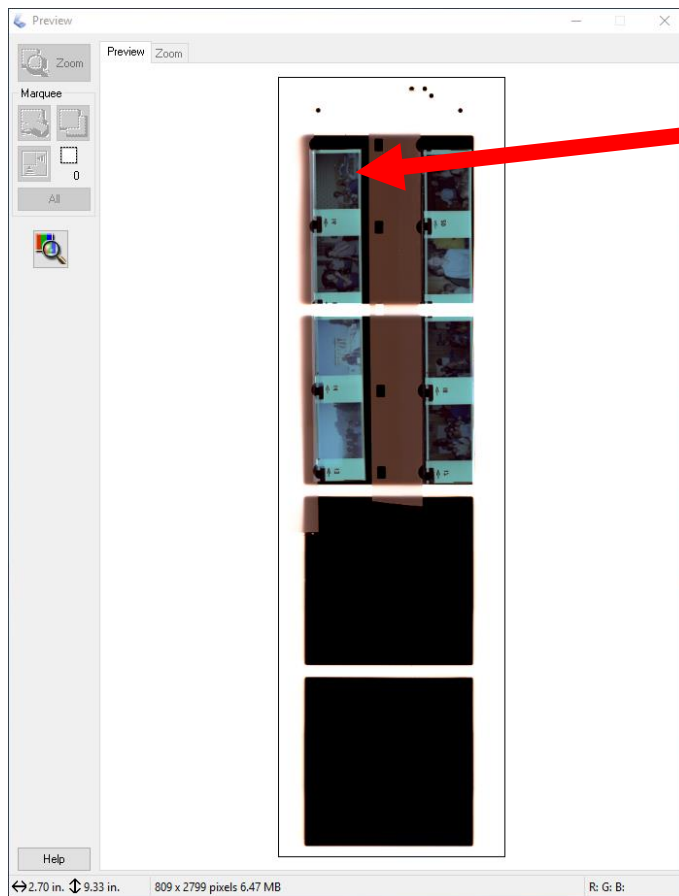 Preview
Preview Zoom
Zoom
Marquee
0
All
Help
2.70 in. 9.33 in. 809 x 2799 pixels 6.47 MB R: G: B: